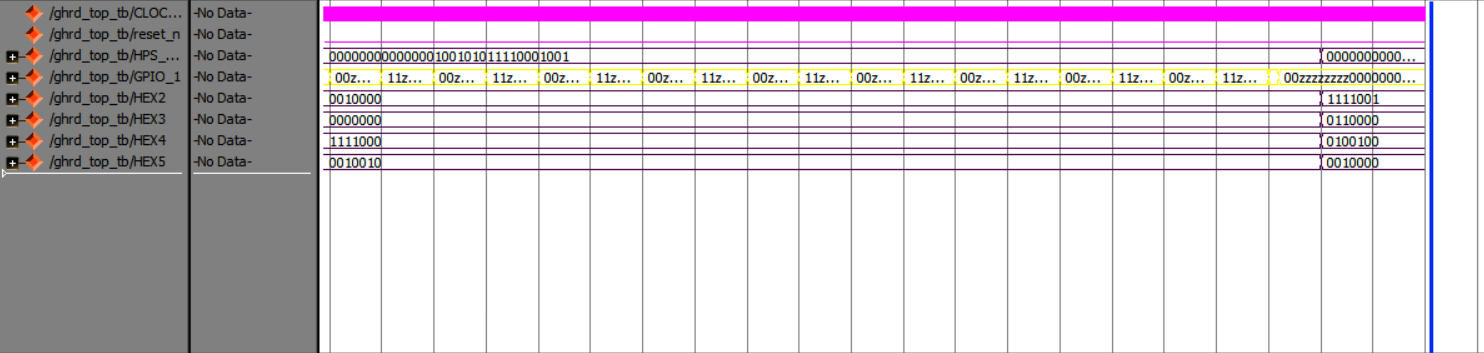 /ghrd_top_tb/CLOC... -No Data-
/ghrd_top_tb/reset_n -No Data-
/ghrd_top_tb/HPS_... -No Data- 00000000000000100101011110001001 0000000000...
/ghrd_top_tb/GPIO_1 -No Data- 00z... 11z... 00z... 11z... 00z... 11z... 00z... 11z... 00z... 11z... 00z... 11z... 00z... 11z... 00z... 11z... 00z... 11z... 00zzzzzzzz0000000...
/ghrd_top_tb/HEX2 -No Data- 0010000 1111001
/ghrd_top_tb/HEX3 -No Data- 0000000 0110000
/ghrd_top_tb/HEX4 -No Data- 1111000 0100100
/ghrd_top_tb/HEX5 -No Data- 0010010 0010000